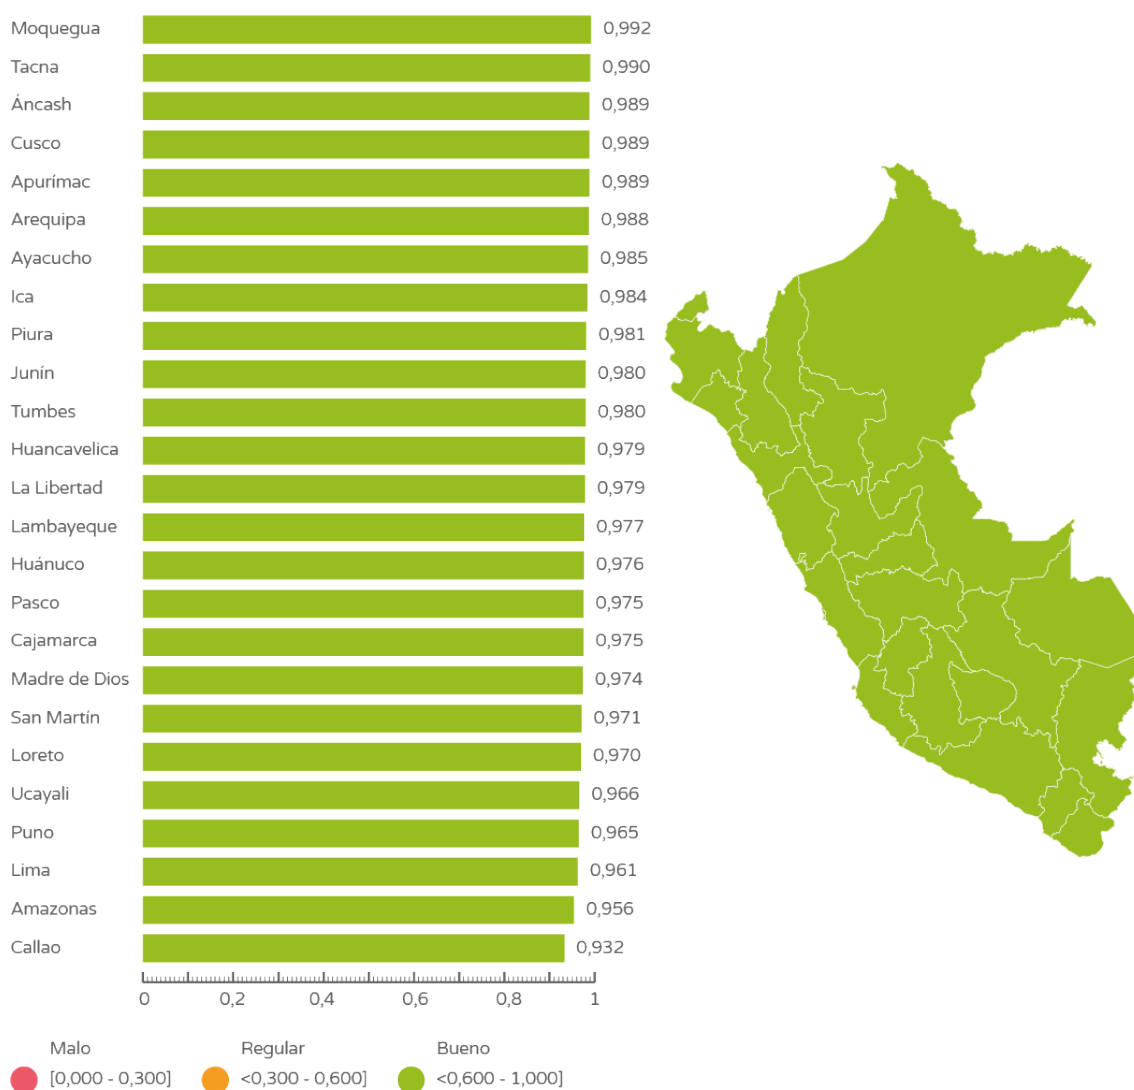 Moquegua 0,992
Tacna 0,990
Áncash 0,989
Cusco 0,989
Apurímac 0,989
Arequipa 0,988
Ayacucho 0,985
Ica 0,984
Piura 0,981
Junín 0,980
Tumbes 0,980
Huancavelica 0,979
La Libertad 0,979
Lambayeque 0,977
Huánuco 0,976
Pasco 0,975
Cajamarca 0,975
Madre de Dios 0,974
San Martín 0,971
Loreto 0,970
Ucayali 0,966
Puno 0,965
Lima 0,961
Amazonas 0,956
Callao 0,932
0 0,2 0,4 0,6 0,8 1
Malo Regular Bueno
[0,000 - 0,300] <0,300 - 0,600] <0,600 - 1,000]